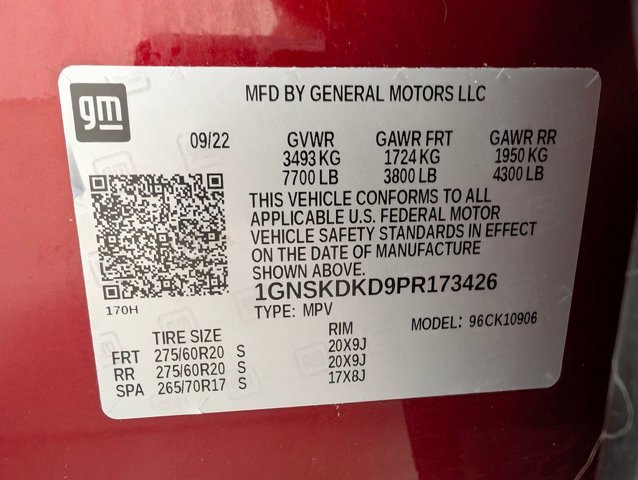 gm
MFD BY GENERAL MOTORS LLC
09/22 GVWR GAWR FRT GAWR RR
3493 KG 1724 KG 1950 KG
7700 LB 3800 LB 4300 LB
THIS VEHICLE CONFORMS TO ALL
APPLICABLE U.S. FEDERAL MOTOR
VEHICLE SAFETY STANDARDS IN EFFECT
ON THE DATE OF MANUFACTURE
SHOWN ABOVE.
170H
1GNSKDKD9PR173426
TYPE: MPV MODEL: 96CK10906
TIRE SIZE RIM
FRT 275/60R20 S 20X9J
RR 275/60R20 S 20X9J
SPA 265/70R17 S 17X8J